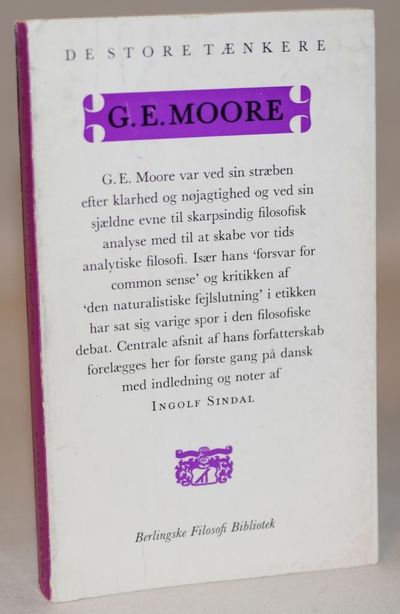 DE STORE TÆNKERE
G.E. MOORE
G. E. Moore var ved sin stræben
efter klarhed og nøjagtighed og ved sin
sjældne evne til skarpsindig filosofisk
analyse med til at skabe vor tids
analytiske filosofi. Især hans ‘forsvar for
common sense’ og kritikken af
‘den naturalistiske fejlslutning’ i etikken
har sat sig varige spor i den filosofiske
debat. Centrale afsnit af hans forfatterskab
forelægges her for første gang på dansk
med indledning og noter af
INGOLF SINDAL
Berlingske Filosofi Bibliotek